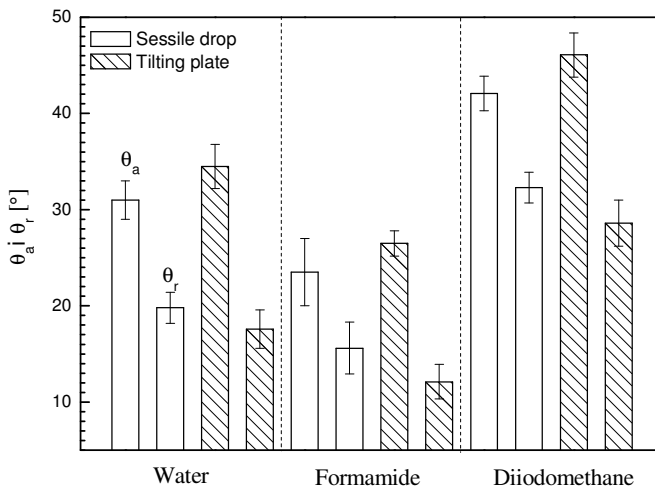 50
Sessile drop
Tilting plate
40
θa
30
θr
20
10
θa i θr [°]
Water Formamide Diiodomethane